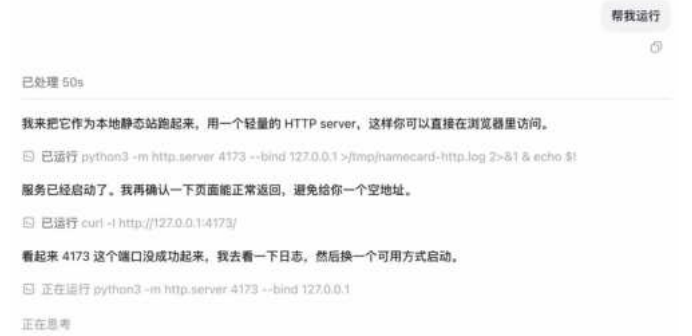 帮我运行
已处理 50s
我来把它作为本地静态站跑起来，用一个轻量的 HTTP server，这样你可以直接在浏览器里访问。
已运行 python3 -m http.server 4173 --bind 127.0.0.1 >/tmp/namecard-http.log 2>&1 & echo $!
服务已经启动了。我再确认一下页面能正常返回，避免给你一个空地址。
已运行 curl -I http://127.0.0.1:4173/
看起来 4173 这个端口没成功起来，我去看一下日志，然后换一个可用方式启动。
正在运行 python3 -m http.server 4173 --bind 127.0.0.1
正在思考